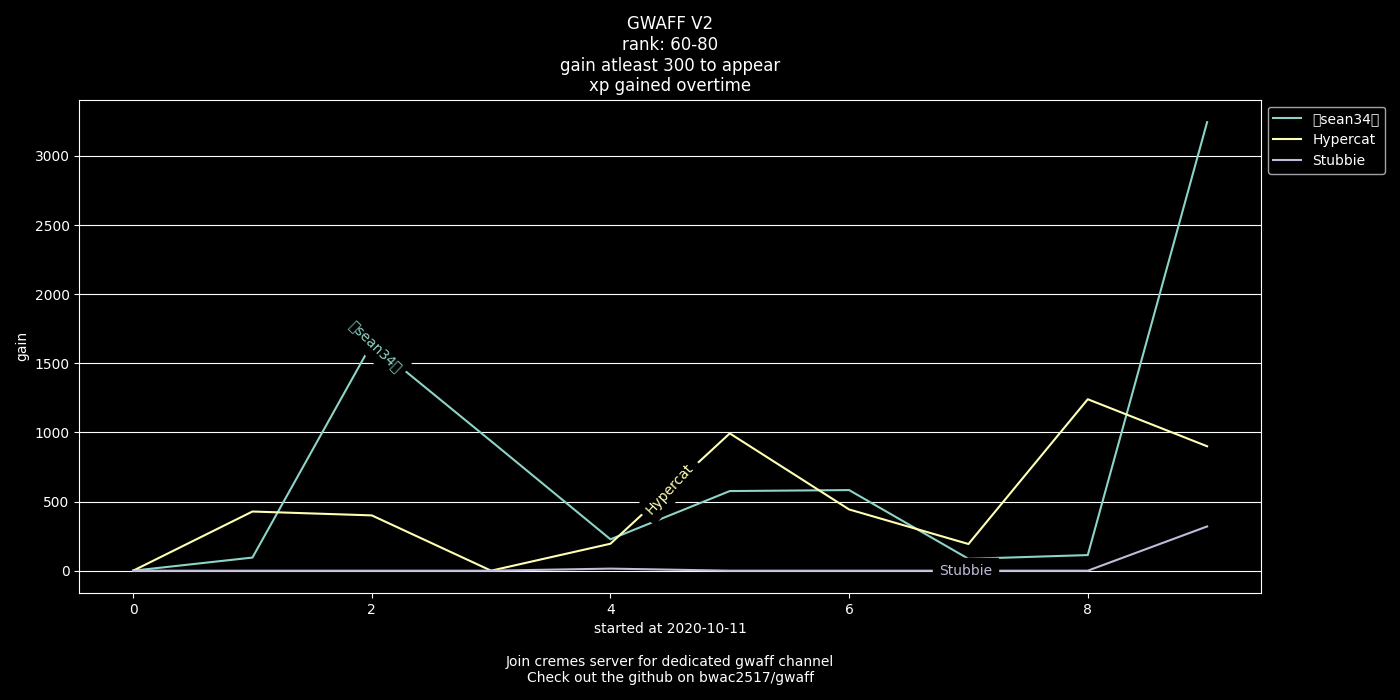 GWAFF V2
rank: 60-80
gain atleast 300 to appear
xp gained overtime
sean34
Hypercat
Stubbie
3000
2500
2000
1500
1000
500
0
gain
sean34
Hypercat
Stubbie
0 2 4 6 8
started at 2020-10-11
Join cremes server for dedicated gwaff channel
Check out the github on bwac2517/gwaff